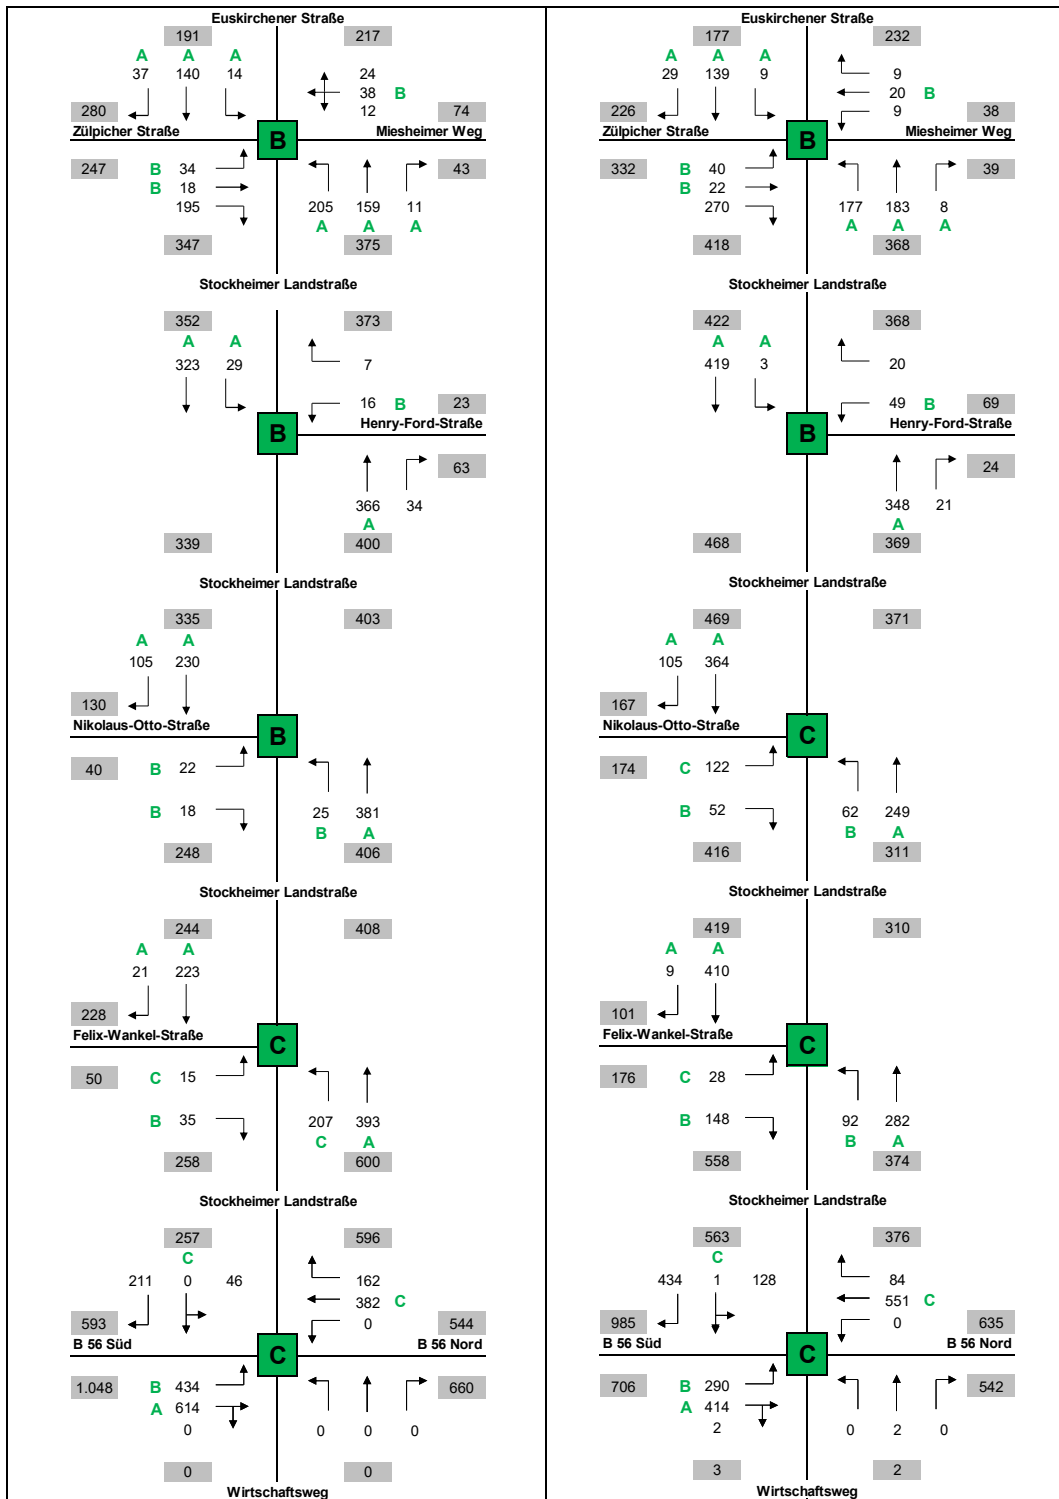 Euskirchener Straße
191 217
A A A
37 140 14 24
38 B
12
280 74
Zülpicher Straße Miesheimer Weg
B
247 B 34 43
B 18
195 205 159 11
A A A
347 375
Stockheimer Landstraße
352 373
A A
323 29 7
16 B 23
B Henry-Ford-Straße
63
366 34
A
339 400
Stockheimer Landstraße
335 403
A A
105 230
130
Nikolaus-Otto-Straße B
40 B 22
B 18 25 381
B A
248 406
Stockheimer Landstraße
244 408
A A
21 223
228
Felix-Wankel-Straße C
50 C 15
B 35 207 393
C A
258 600
Stockheimer Landstraße
257 596
C
211 0 46 162
382 C
0
593 544
B 56 Süd B 56 Nord
C
1.048 B 434 660
A 614
0 0 0 0
0 0
Wirtschaftsweg
Euskirchener Straße
177 232
A A A
29 139 9 9
20 B
9
226 38
Zülpicher Straße Miesheimer Weg
B
332 B 40 39
B 22
270 177 183 8
A A A
418 368
Stockheimer Landstraße
422 368
A A
419 3 20
49 B 69
B Henry-Ford-Straße
24
348 21
A
468 369
Stockheimer Landstraße
469 371
A A
105 364
167
Nikolaus-Otto-Straße C
174 C 122
B 52 62 249
B A
416 311
Stockheimer Landstraße
419 310
A A
9 410
101
Felix-Wankel-Straße C
176 C 28
B 148 92 282
B A
558 374
Stockheimer Landstraße
563 376
C
434 1 128 84
551 C
0
985 635
B 56 Süd B 56 Nord
C
706 B 290 542
A 414
2 0 2 0
3 2
Wirtschaftsweg